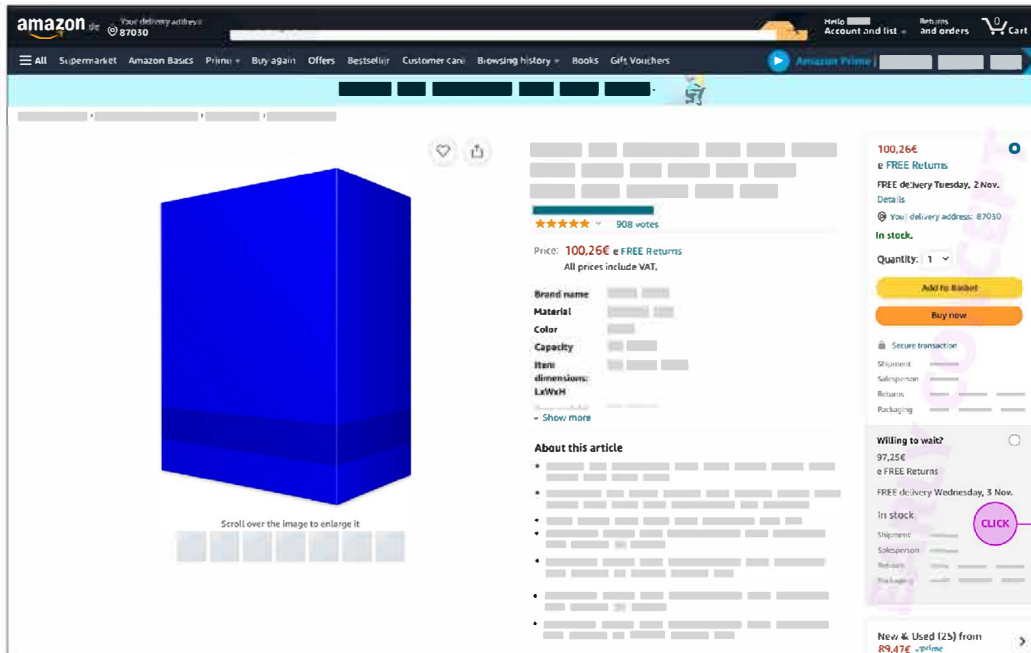 amazon.de
Your delivery address
87030
Hello
Account and list
Returns
and orders
0
Cart
All
Supermarket
Amazon Basics
Prime
Buy again
Offers
Bestseller
Customer care
Browsing history
Books
Gift Vouchers
Amazon Prime
908 votes
Price: 100,26€ e FREE Returns
All prices include VAT.
Brand name
Material
Color
Capacity
Item
dimensions:
LxWxH
Show more
About this article
Scroll over the image to enlarge it
100,26€
e FREE Returns
FREE delivery Tuesday, 2 Nov.
Details
Your delivery address: 87030
In stock.
Quantity: 1
Add to Basket
Buy now
Secure transaction
Shipment
Salesperson
Returns
Packaging
Willing to wait?
97,25€
e FREE Returns
FREE delivery Wednesday, 3 Nov.
In stock
CLICK
Shipment
Salesperson
Returns
Packaging
New & Used (25) from
89,47€ prime
EARLY CONCEPT